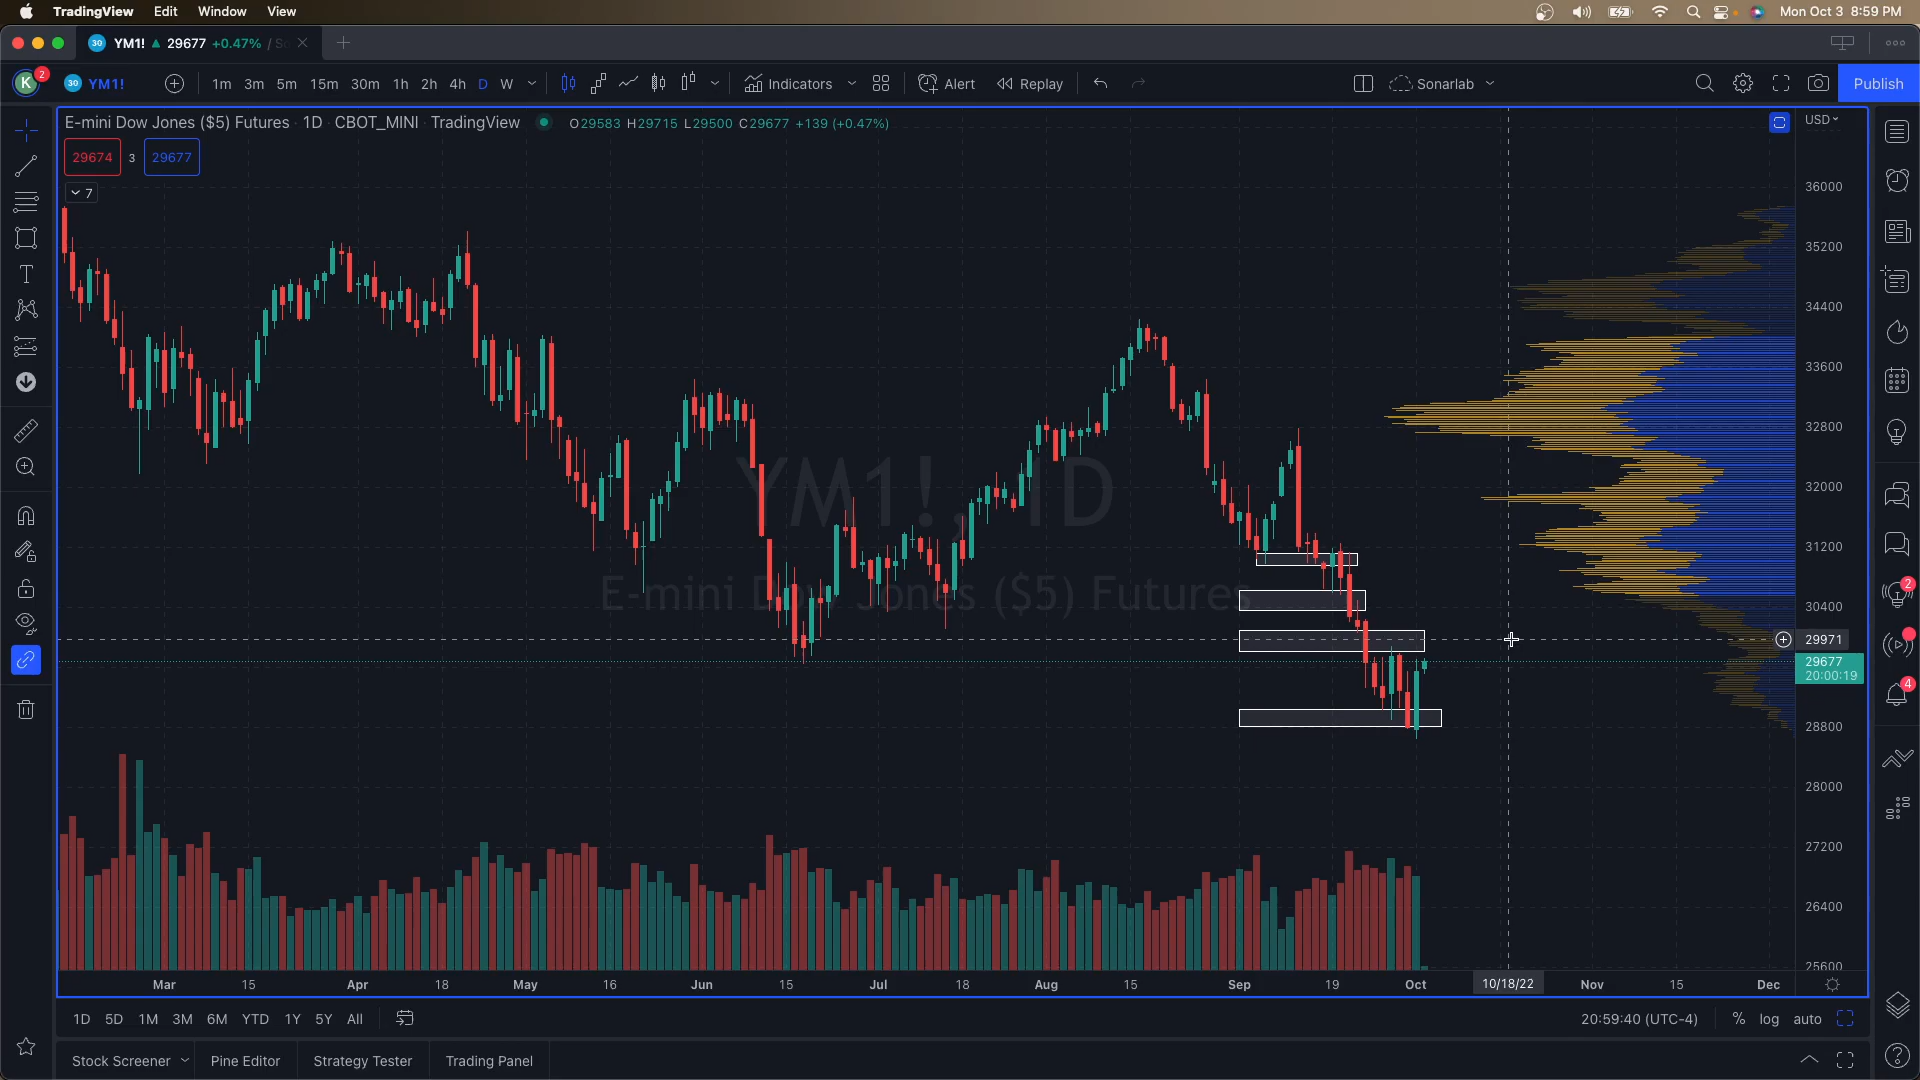 TradingView Edit Window View Mon Oct 3 8:59 PM
30 YM1! ▲ 29677 +0.47% / Sc
K 2 30 YM1! 1m 3m 5m 15m 30m 1h 2h 4h D W Indicators Alert Replay Sonarlab Publish
E-mini Dow Jones ($5) Futures · 1D · CBOT_MINI · TradingView O29583 H29715 L29500 C29677 +139 (+0.47%) USD
29674 3 29677
7
36000
35200
34400
33600
32800
32000
31200
30400
29971
29677
20:00:19
28800
28000
27200
26400
25600
YM1!, 1D
E-mini Dow Jones ($5) Futures
2
4
Mar 15 Apr 18 May 16 Jun 15 Jul 18 Aug 15 Sep 19 Oct 10/18/22 Nov 15 Dec
1D 5D 1M 3M 6M YTD 1Y 5Y All 20:59:40 (UTC-4) % log auto
Stock Screener Pine Editor Strategy Tester Trading Panel